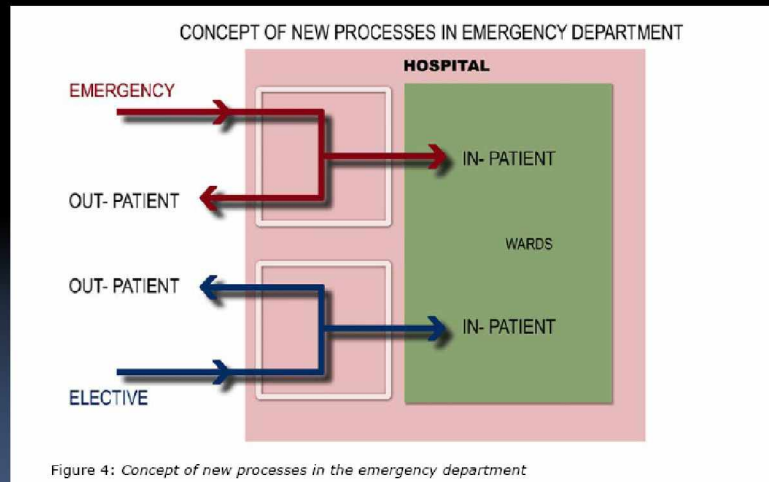 CONCEPT OF NEW PROCESSES IN EMERGENCY DEPARTMENT
HOSPITAL
EMERGENCY
IN- PATIENT
OUT- PATIENT
WARDS
OUT- PATIENT
IN- PATIENT
ELECTIVE
Figure 4: Concept of new processes in the emergency department